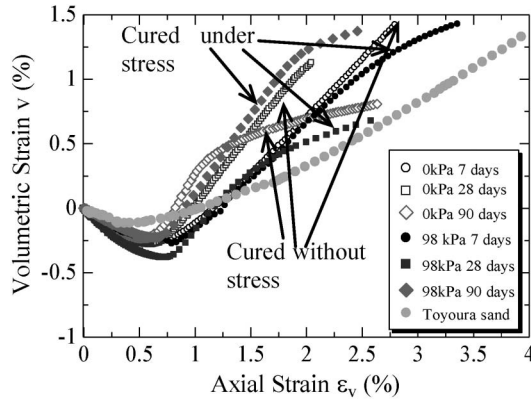 Volumetric Strain v (%)
1.5
1.0
0.5
0
-0.5
-1
Cured under
stress
Cured without
stress
0kPa 7 days
0kPa 28 days
0kPa 90 days
98 kPa 7 days
98kPa 28 days
98kPa 90 days
Toyoura sand
0 0.5 1 1.5 2 2.5 3 3.5 4
Axial Strain εv (%)